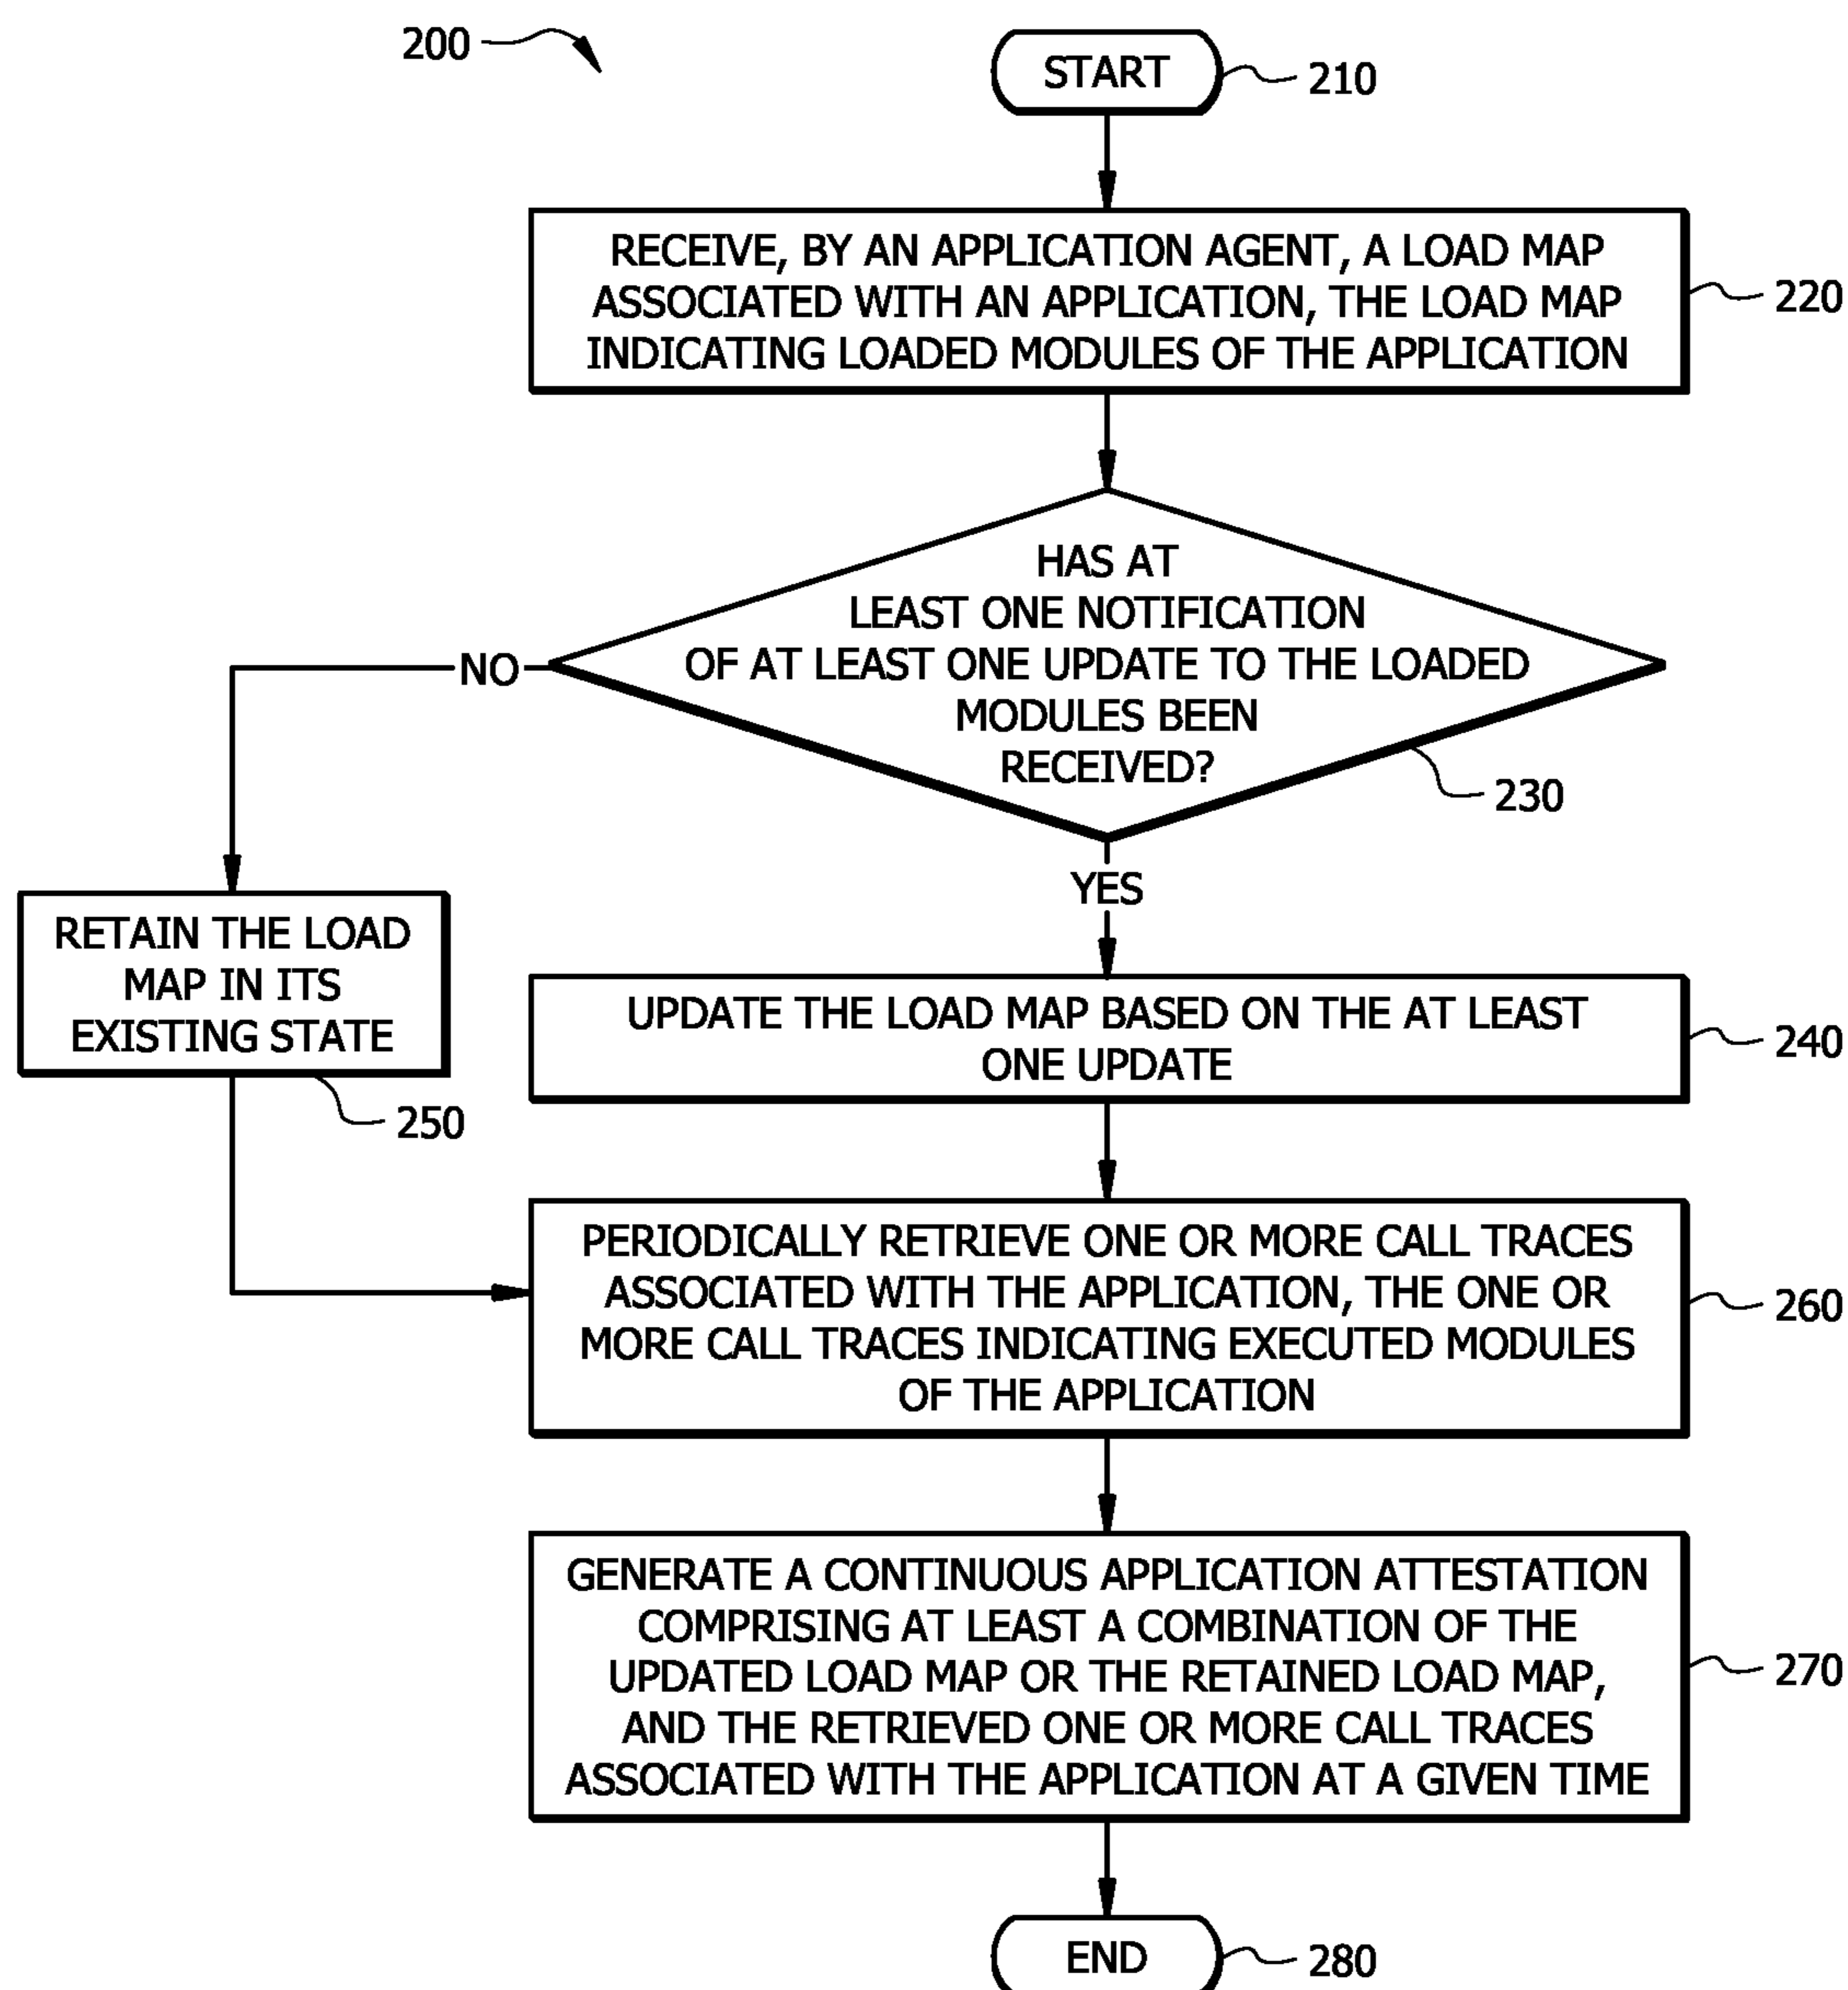 200
START
210
RECEIVE, BY AN APPLICATION AGENT, A LOAD MAP
ASSOCIATED WITH AN APPLICATION, THE LOAD MAP
INDICATING LOADED MODULES OF THE APPLICATION
220
HAS AT
LEAST ONE NOTIFICATION
OF AT LEAST ONE UPDATE TO THE LOADED
MODULES BEEN
RECEIVED?
230
NO
YES
RETAIN THE LOAD
MAP IN ITS
EXISTING STATE
250
UPDATE THE LOAD MAP BASED ON THE AT LEAST
ONE UPDATE
240
PERIODICALLY RETRIEVE ONE OR MORE CALL TRACES
ASSOCIATED WITH THE APPLICATION, THE ONE OR
MORE CALL TRACES INDICATING EXECUTED MODULES
OF THE APPLICATION
260
GENERATE A CONTINUOUS APPLICATION ATTESTATION
COMPRISING AT LEAST A COMBINATION OF THE
UPDATED LOAD MAP OR THE RETAINED LOAD MAP,
AND THE RETRIEVED ONE OR MORE CALL TRACES
ASSOCIATED WITH THE APPLICATION AT A GIVEN TIME
270
END
280